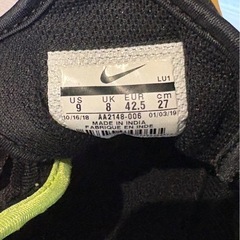 LU1
US UK EUR cm
9 8 42.5 27
10/16/18 AA2148-006 01/03/19
MADE IN INDIA
FABRIQUÉ EN INDE